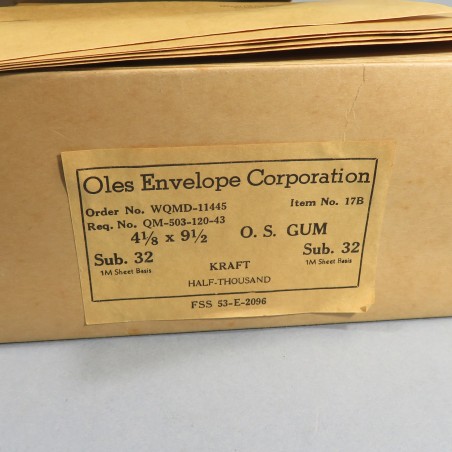 Oles Envelope Corporation
Order No. WQMD-11445 Item No. 17B
Req. No. QM-503-120-43
4⅛ x 9½ O. S. GUM
Sub. 32 Sub. 32
1M Sheet Basis 1M Sheet Basis
KRAFT
HALF-THOUSAND
FSS 53-E-2096